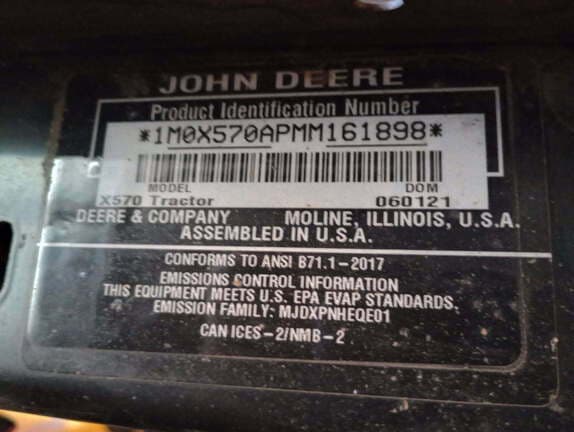 JOHN DEERE
Product Identification Number
*1M0X570APMM161898*
MODEL DOM
X570 Tractor 060121
DEERE & COMPANY MOLINE, ILLINOIS, U.S.A.
ASSEMBLED IN U.S.A.
CONFORMS TO ANSI B71.1-2017
EMISSIONS CONTROL INFORMATION
THIS EQUIPMENT MEETS U.S. EPA EVAP STANDARDS.
EMISSION FAMILY: MJDXPNHEQE01
CAN ICES-2/NMB-2